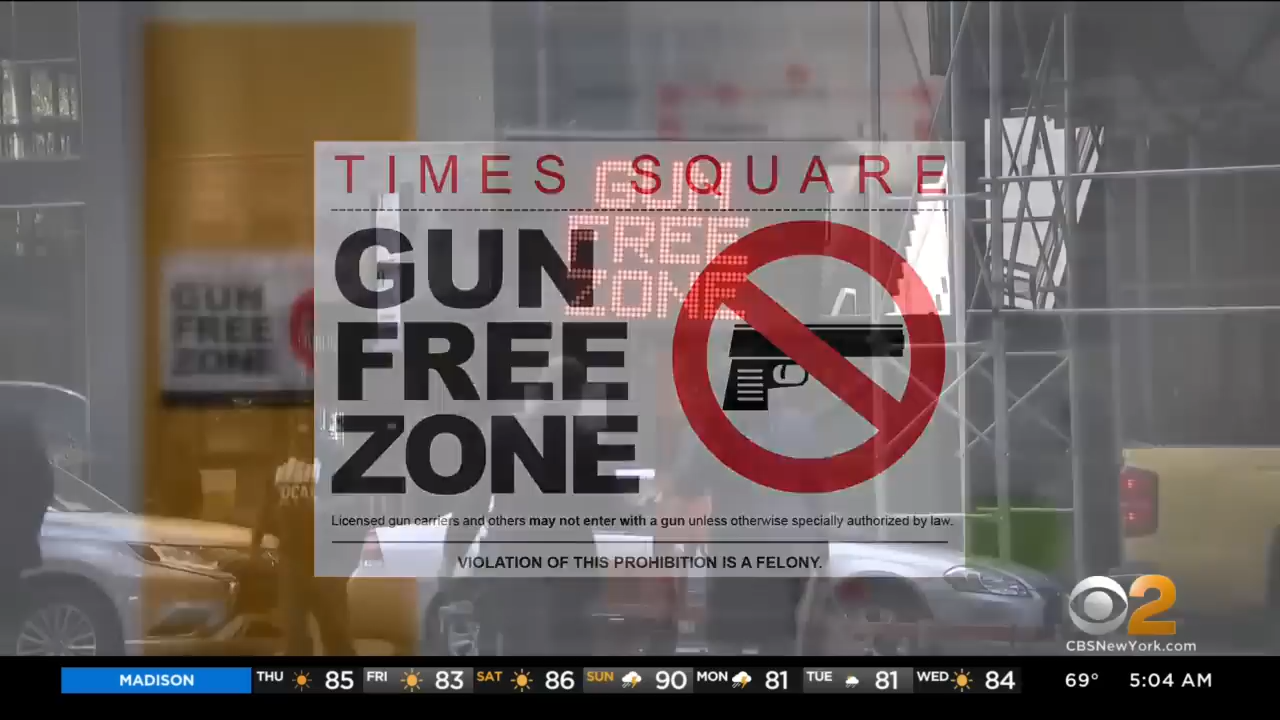 TIMES SQUARE
GUN
FREE
ZONE
GUN
FREE
ZONE
GUN
FREE
ZONE
Licensed gun carriers and others may not enter with a gun unless otherwise specially authorized by law.
VIOLATION OF THIS PROHIBITION IS A FELONY.
2
CBSNewYork.com
MADISON THU 85 FRI 83 SAT 86 SUN 90 MON 81 TUE 81 WED 84 69° 5:04 AM